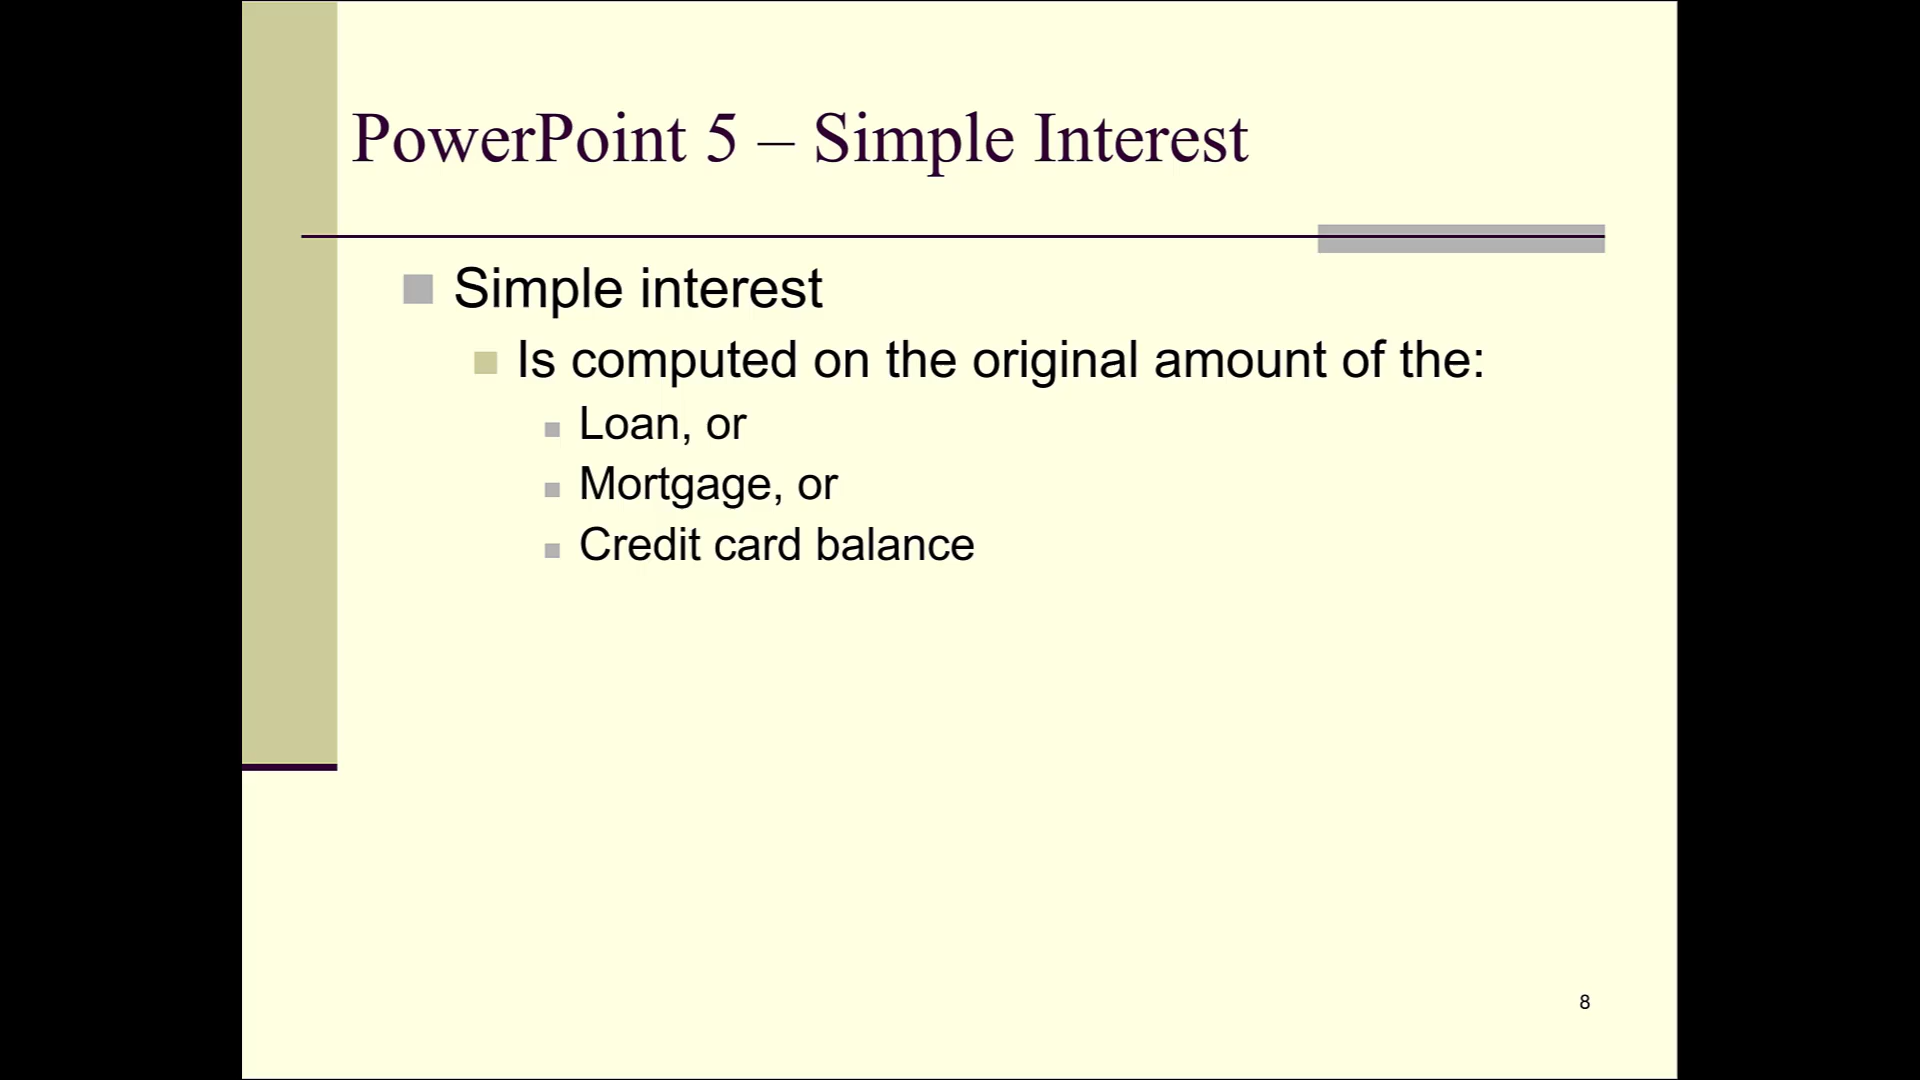 PowerPoint 5 – Simple Interest
Simple interest
Is computed on the original amount of the:
Loan, or
Mortgage, or
Credit card balance
8